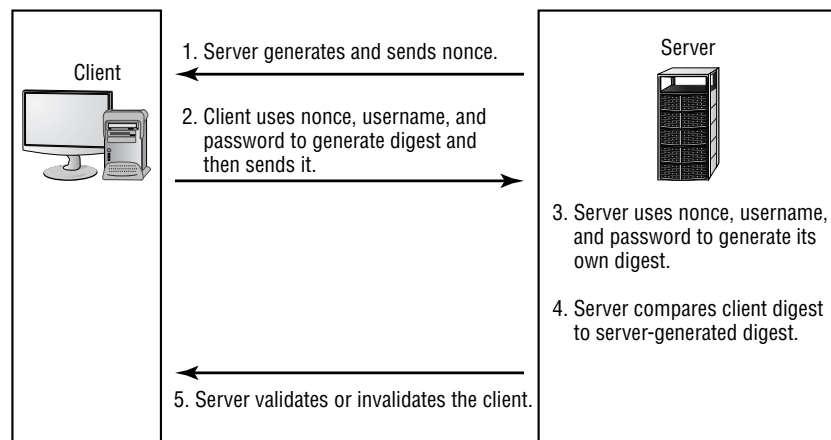 Client
1. Server generates and sends nonce.
Server
2. Client uses nonce, username, and
password to generate digest and
then sends it.
3. Server uses nonce, username,
and password to generate its
own digest.
4. Server compares client digest
to server-generated digest.
5. Server validates or invalidates the client.